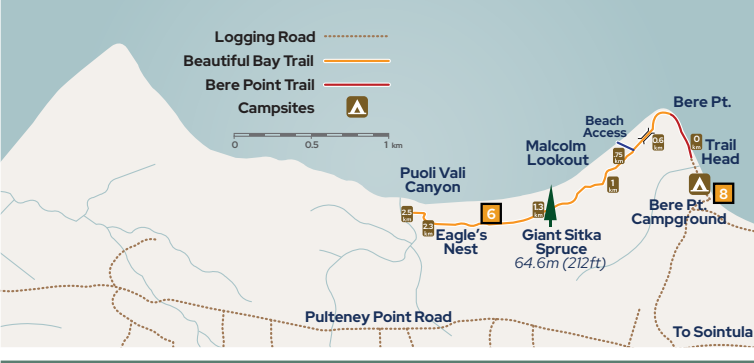 Logging Road
Beautiful Bay Trail
Bere Point Trail
Campsites
0 0.5 1 km
Bere Pt.
Beach
Access
0.6
km
0
km
Trail
Head
Malcolm
Lookout
.75
km
1
km
Puoli Vali
Canyon
8
Bere Pt.
Campground
2.5
km
2.3
km
6
1.3
km
Eagle's
Nest
Giant Sitka
Spruce
64.6m (212ft)
Pulteney Point Road
To Sointula